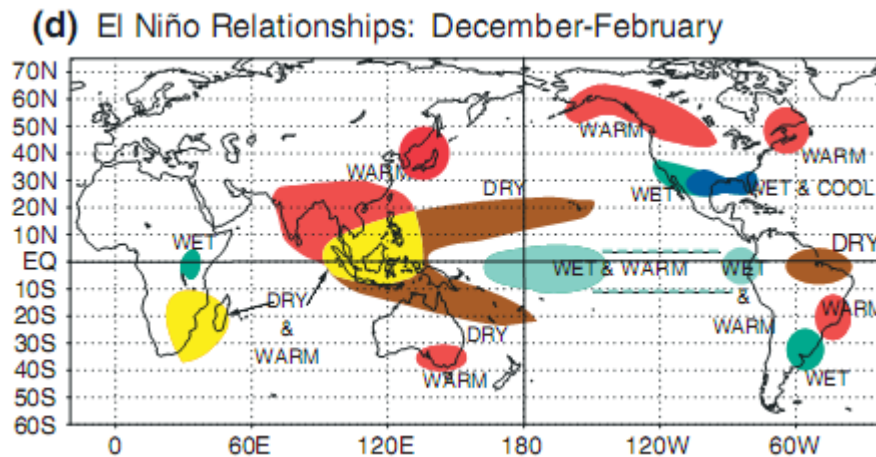 (d) El Niño Relationships: December-February
70N
60N
50N
40N
30N
20N
10N
EQ
10S
20S
30S
40S
50S
60S
WARM
WARM
WARM
DRY
WET
WET & COOL
WET
WET & WARM
WET
& 
WARM
DRY
DRY
&
WARM
DRY
WARM
WARM
WET
0
60E
120E
180
120W
60W